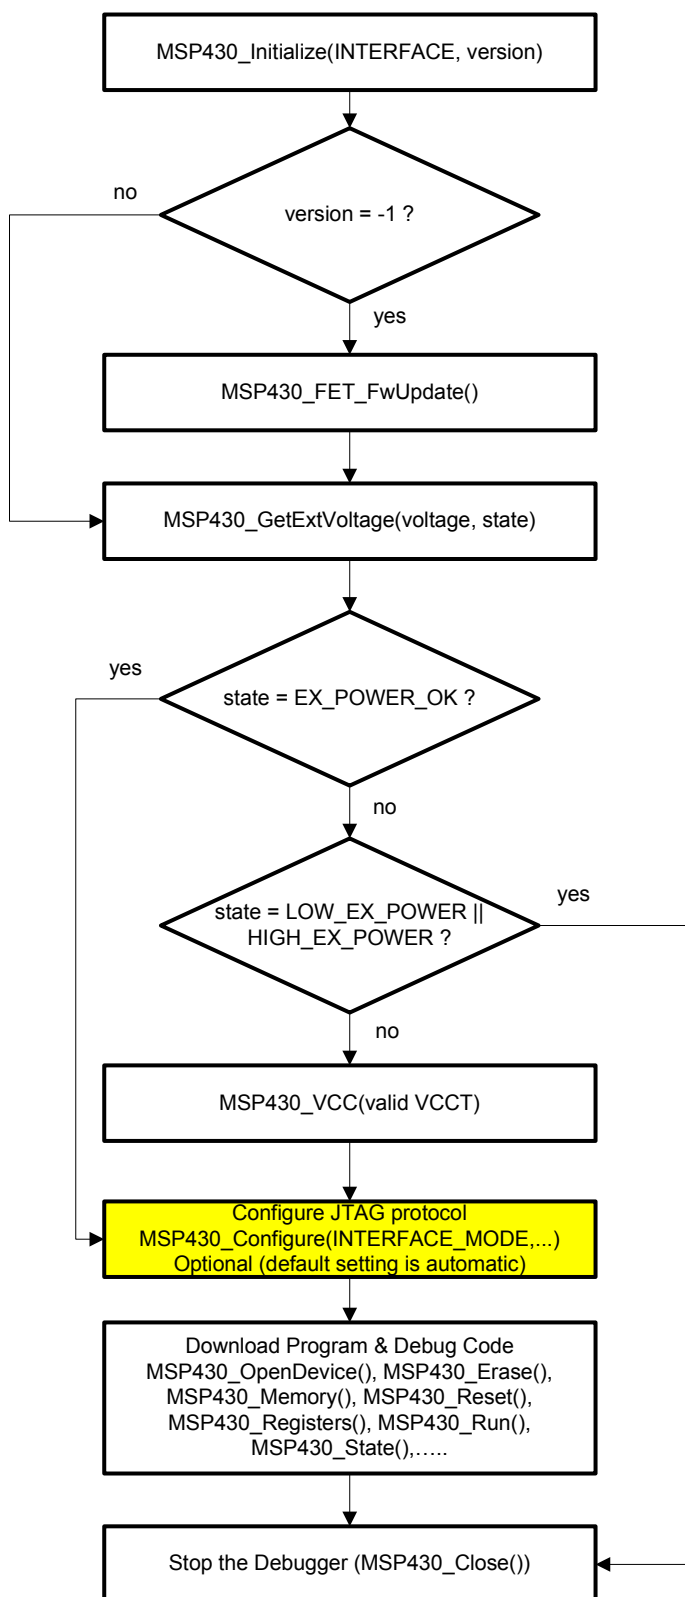 MSP430_Initialize(INTERFACE, version)
no
version = -1 ?
yes
MSP430_FET_FwUpdate()
MSP430_GetExtVoltage(voltage, state)
yes
state = EX_POWER_OK ?
no
state = LOW_EX_POWER ||
HIGH_EX_POWER ?
yes
no
MSP430_VCC(valid VCCT)
Configure JTAG protocol
MSP430_Configure(INTERFACE_MODE,...)
Optional (default setting is automatic)
Download Program & Debug Code
MSP430_OpenDevice(), MSP430_Erase(),
MSP430_Memory(), MSP430_Reset(),
MSP430_Registers(), MSP430_Run(),
MSP430_State(),.....
Stop the Debugger (MSP430_Close())